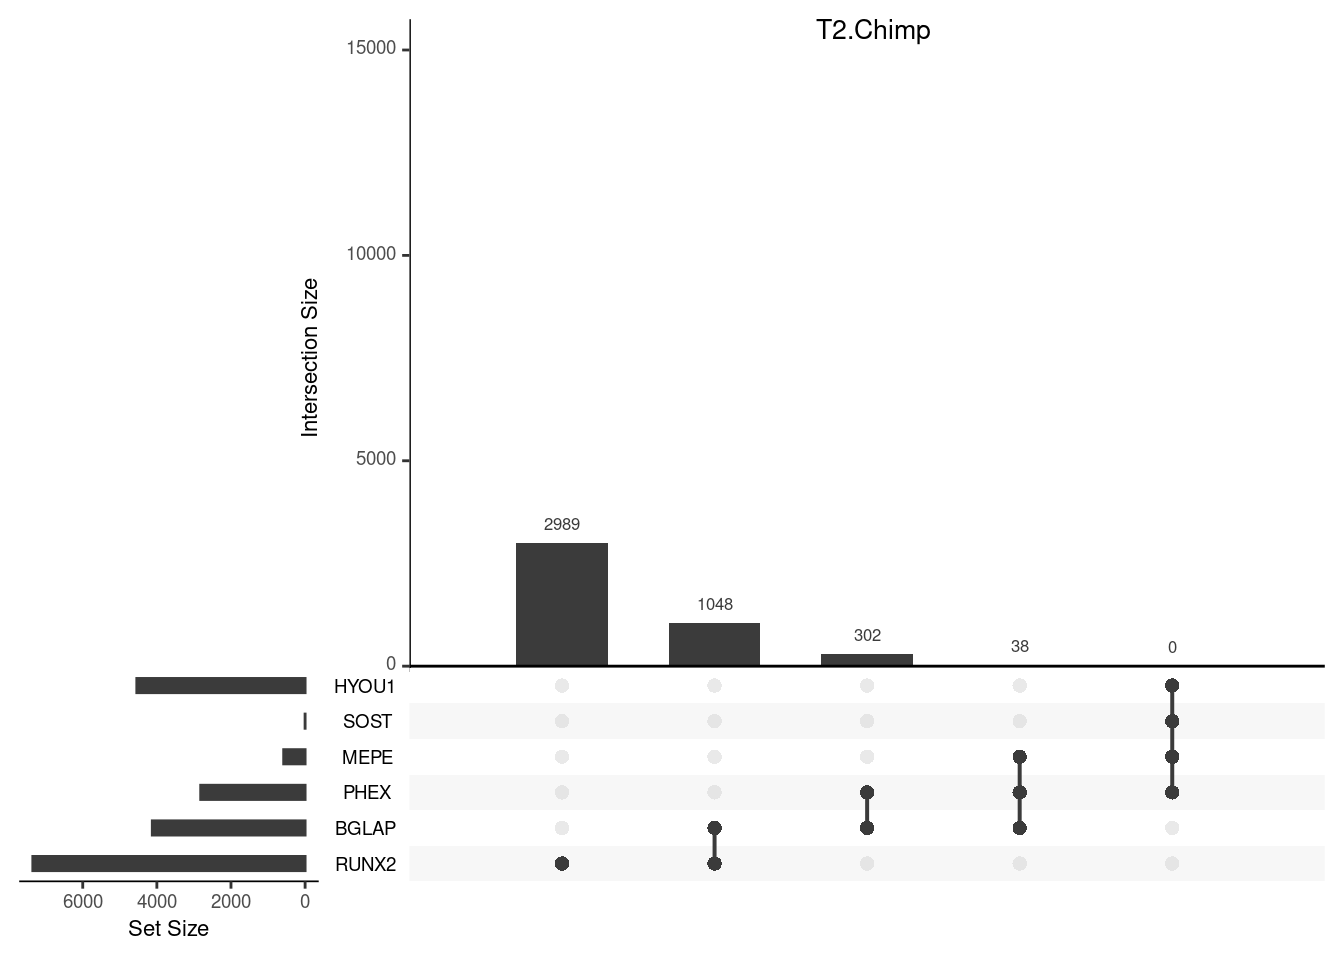 T2.Chimp
15000
10000
5000
0
Intersection Size
2989
1048
302
38
0
HYOU1
SOST
MEPE
PHEX
BGLAP
RUNX2
6000 4000 2000 0
Set Size